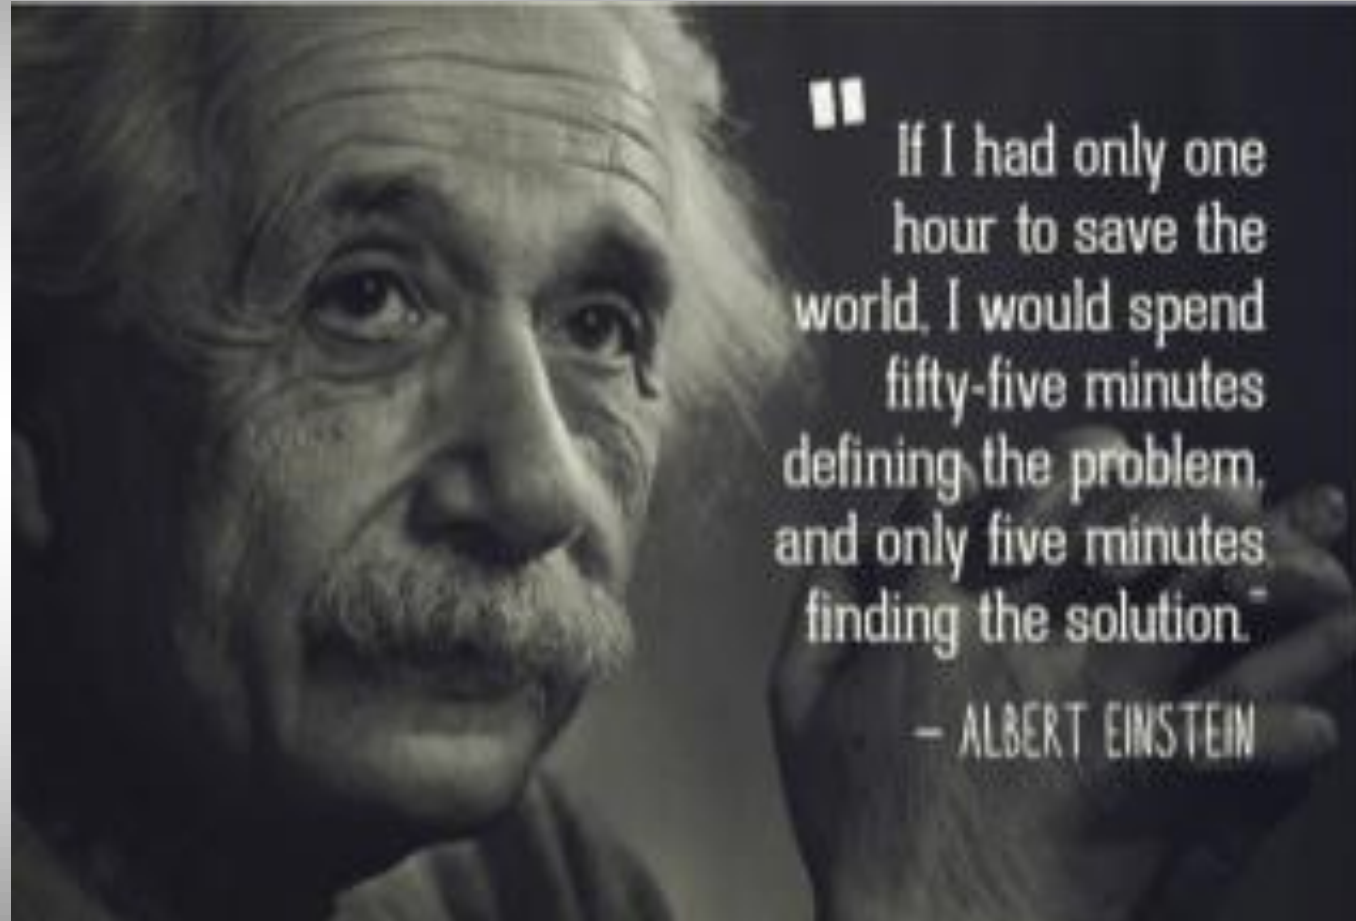 "
If I had only one
hour to save the
world, I would spend
fifty-five minutes
defining the problem,
and only five minutes
finding the solution."
– ALBERT EINSTEIN